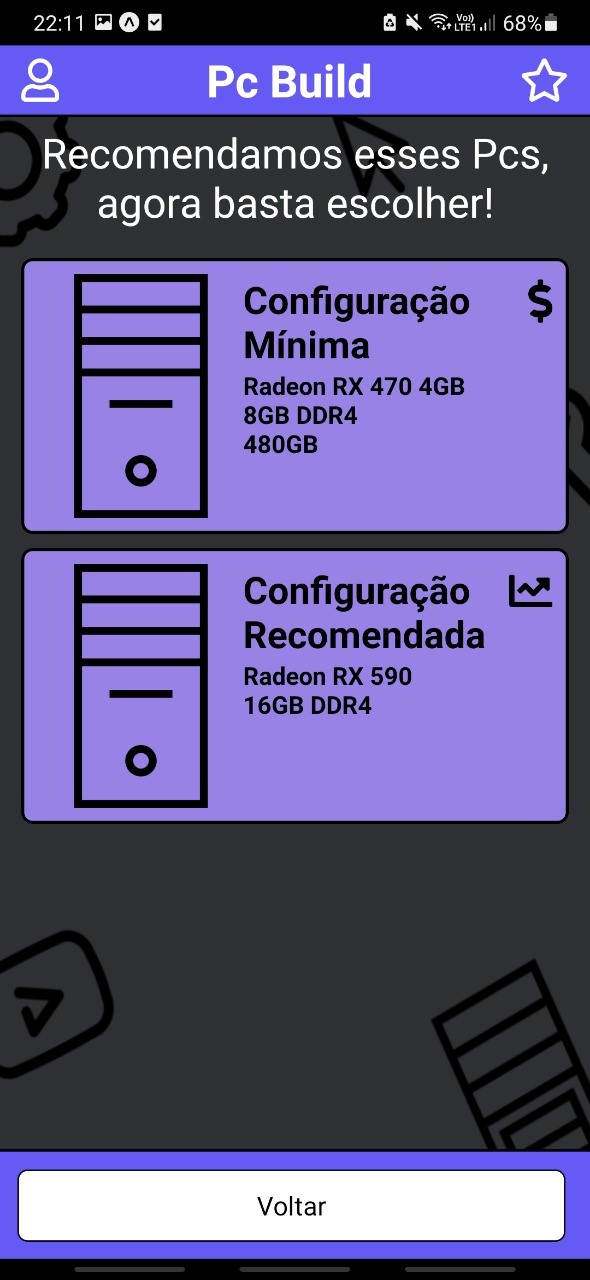 22:11
Vo)) LTE1 68%
Pc Build
Recomendamos esses Pcs,
agora basta escolher!
Configuração
Mínima
$
Radeon RX 470 4GB
8GB DDR4
480GB
Configuração
Recomendada
Radeon RX 590
16GB DDR4
Voltar